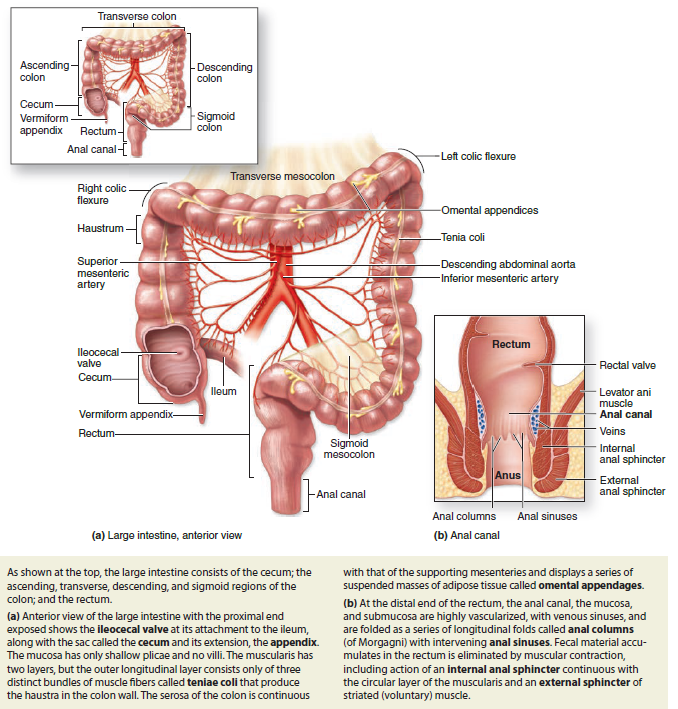 Transverse colon
Ascending
colon
Descending
colon
Cecum
Vermiform
appendix
Sigmoid
colon
Rectum
Anal canal
Left colic flexure
Transverse mesocolon
Right colic
flexure
Omental appendices
Haustrum
Tenia coli
Superior
mesenteric
artery
Descending abdominal aorta
Inferior mesenteric artery
Ileocecal
valve
Cecum
Ileum
Vermiform appendix
Rectum
Sigmoid
mesocolon
Anal canal
(a) Large intestine, anterior view
Rectum
Rectal valve
Levator ani
muscle
Anal canal
Veins
Internal
anal sphincter
Anus
External
anal sphincter
Anal columns
Anal sinuses
(b) Anal canal
As shown at the top, the large intestine consists of the cecum; the
ascending, transverse, descending, and sigmoid regions of the
colon; and the rectum.
(a) Anterior view of the large intestine with the proximal end
exposed shows the ileocecal valve at its attachment to the ileum,
along with the sac called the cecum and its extension, the appendix.
The mucosa has only shallow plicae and no villi. The muscularis has
two layers, but the outer longitudinal layer consists only of three
distinct bundles of muscle fibers called teniae coli that produce
the haustra in the colon wall. The serosa of the colon is continuous
with that of the supporting mesenteries and displays a series of
suspended masses of adipose tissue called omental appendages.
(b) At the distal end of the rectum, the anal canal, the mucosa,
and submucosa are highly vascularized, with venous sinuses, and
are folded as a series of longitudinal folds called anal columns
(of Morgagni) with intervening anal sinuses. Fecal material accu-
mulates in the rectum is eliminated by muscular contraction,
including action of an internal anal sphincter continuous with
the circular layer of the muscularis and an external sphincter of
striated (voluntary) muscle.